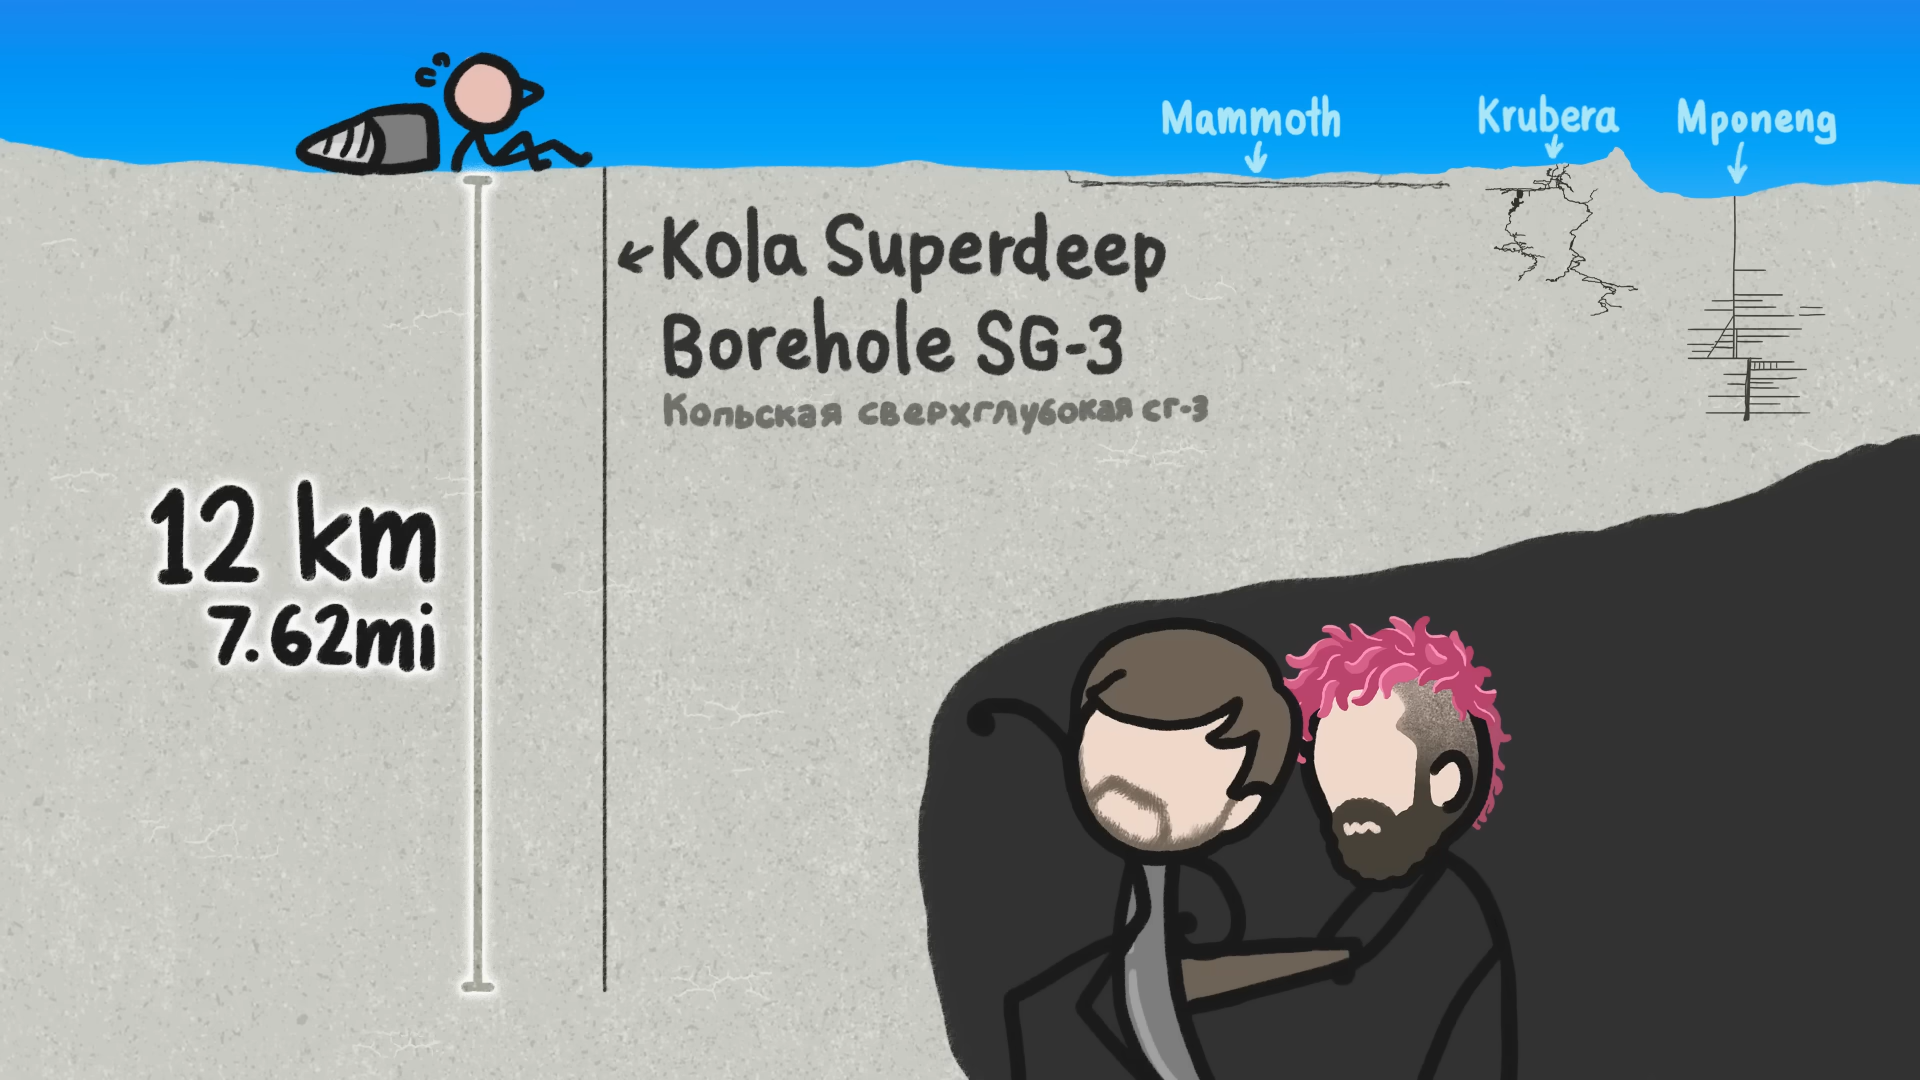 Mammoth
Krubera
Mponeng
Kola Superdeep
Borehole SG-3
Кольская сверхглубокая сг-3
12 km
7.62mi